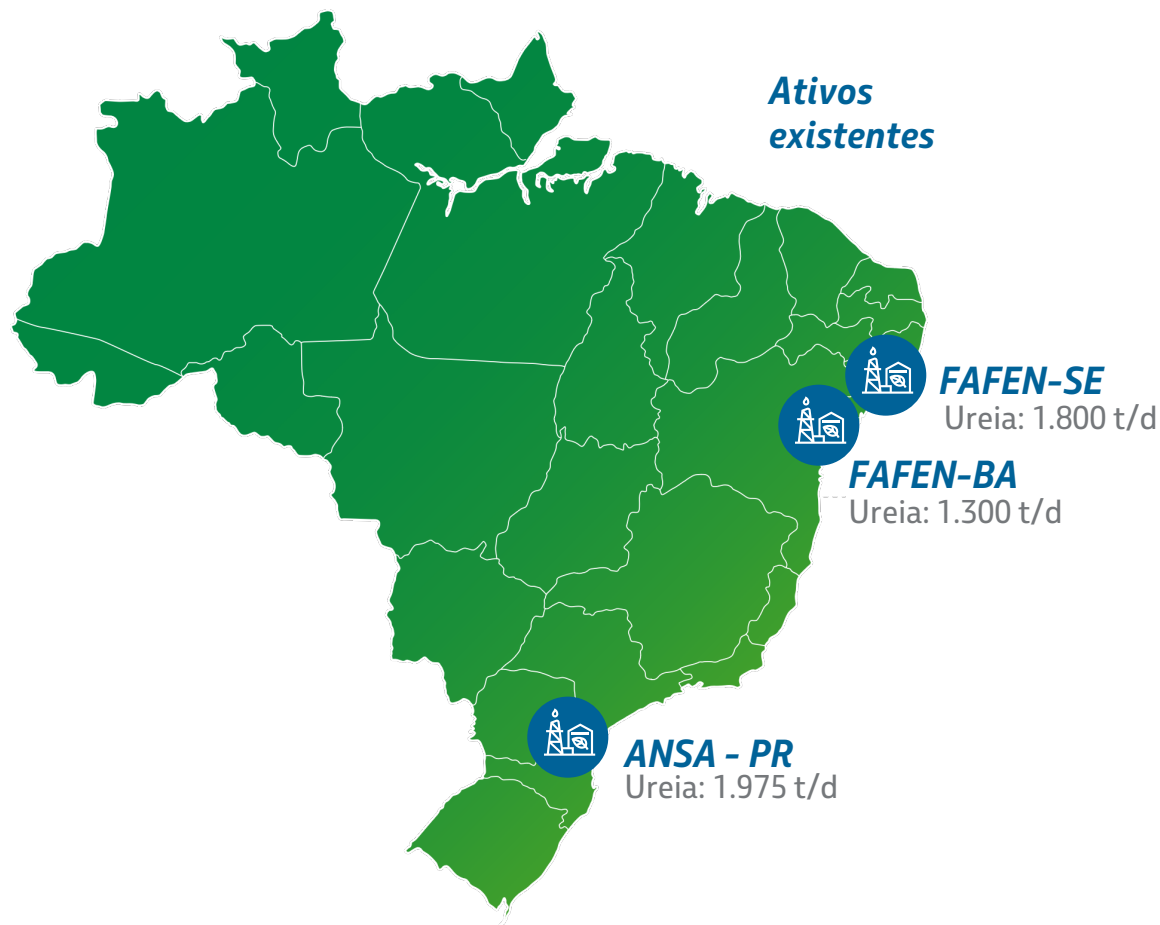 Ativos
existentes
FAFEN-SE
Ureia: 1.800 t/d
FAFEN-BA
Ureia: 1.300 t/d
ANSA - PR
Ureia: 1.975 t/d